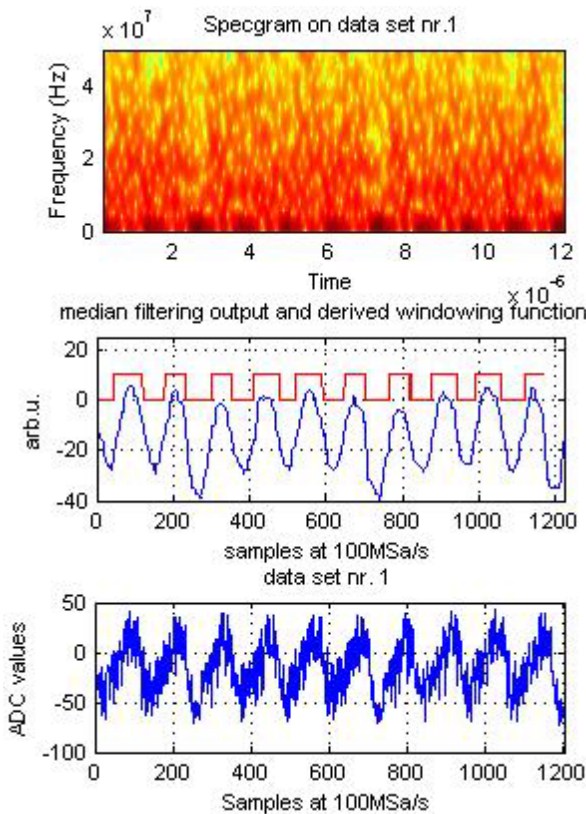 x 10^7
Specgram on data set nr.1
Frequency (Hz)
4
2
0
2 4 6 8 10 12
Time
x 10^-6
median filtering output and derived windowing function
arb.u.
20
0
-20
-40
0 200 400 600 800 1000 1200
samples at 100MSa/s
data set nr. 1
ADC values
50
0
-50
-100
0 200 400 600 800 1000 1200
Samples at 100MSa/s